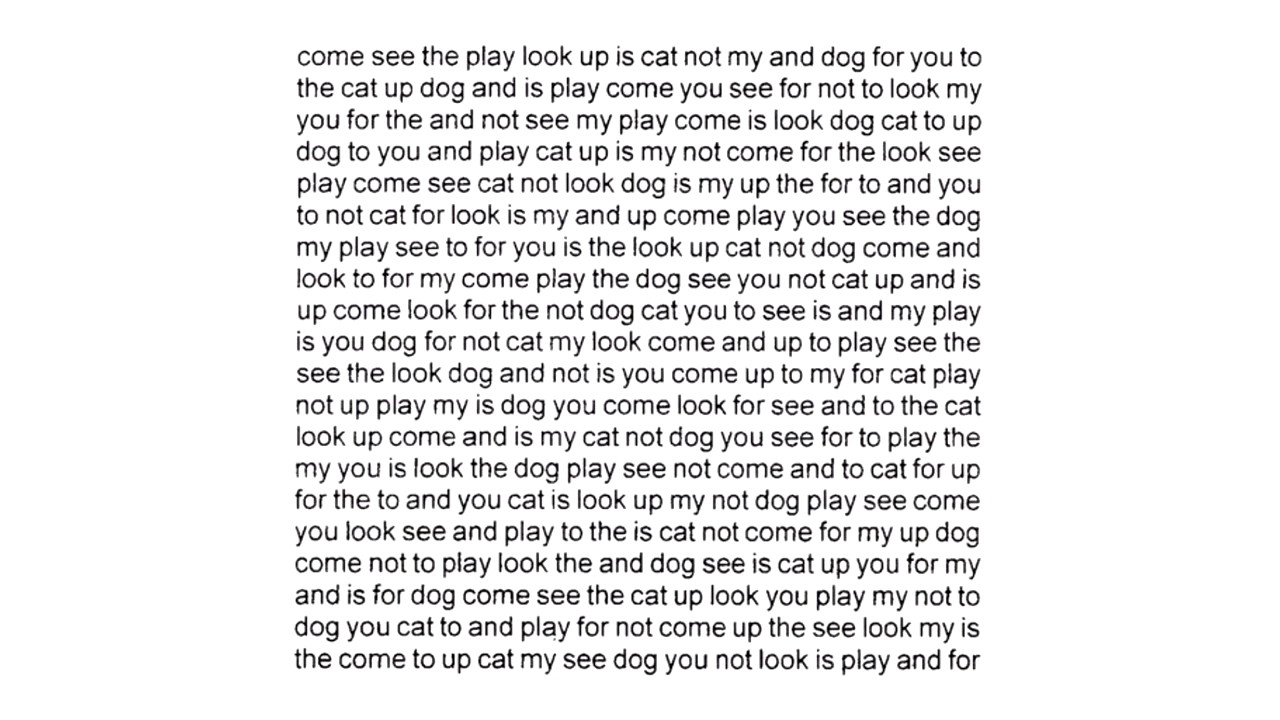 come see the play look up is cat not my and dog for you to
the cat up dog and is play come you see for not to look my
you for the and not see my play come is look dog cat to up
dog to you and play cat up is my not come for the look see
play come see cat not look dog is my up the for to and you
to not cat for look is my and up come play you see the dog
my play see to for you is the look up cat not dog come and
look to for my come play the dog see you not cat up and is
up come look for the not dog cat you to see is and my play
is you dog for not cat my look come and up to play see the
see the look dog and not is you come up to my for cat play
not up play my is dog you come look for see and to the cat
look up come and is my cat not dog you see for to play the
my you is look the dog play see not come and to cat for up
for the to and you cat is look up my not dog play see come
you look see and play to the is cat not come for my up dog
come not to play look the and dog see is cat up you for my
and is for dog come see the cat up look you play my not to
dog you cat to and play for not come up the see look my is
the come to up cat my see dog you not look is play and for